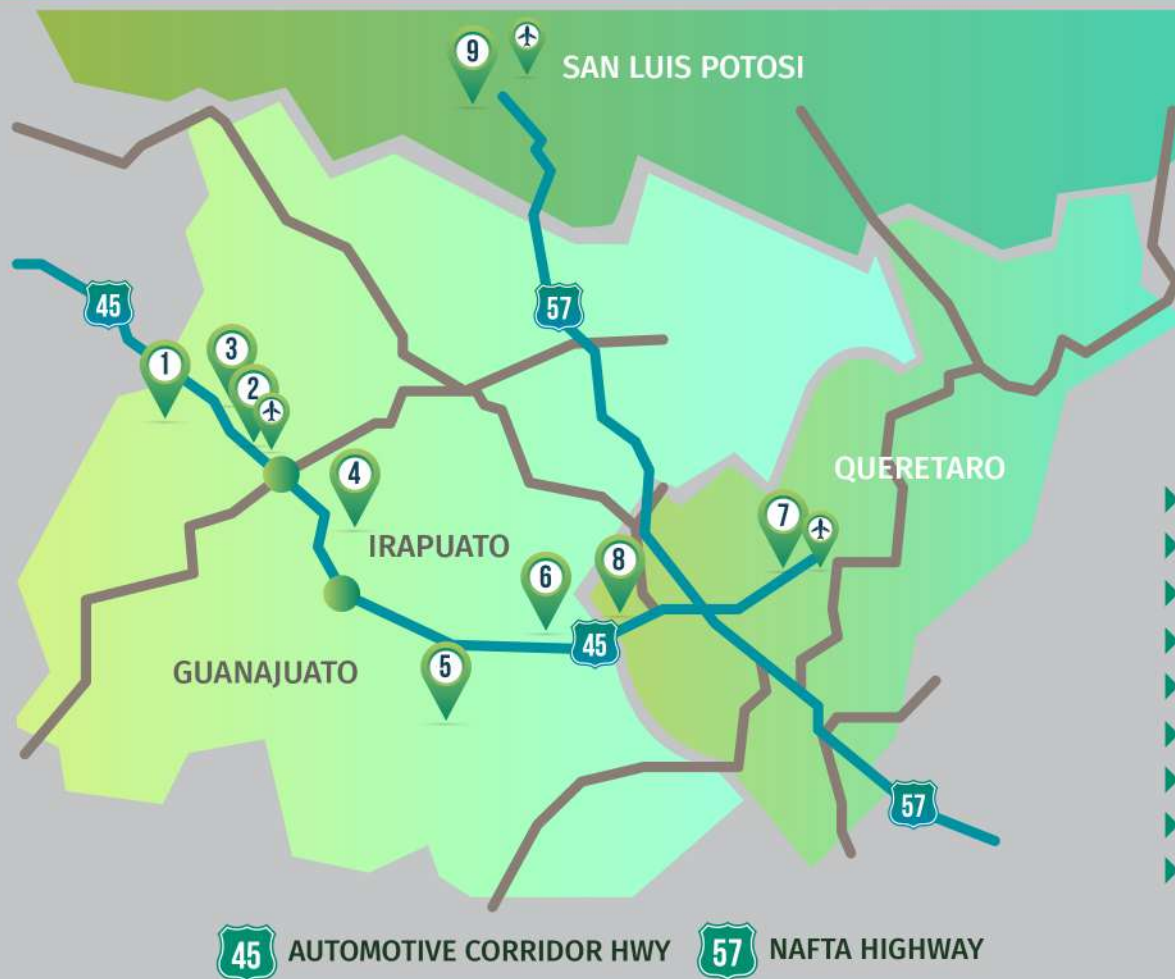 9
SAN LUIS POTOSI
45
57
3
1
2
4
QUERETARO
7
IRAPUATO
8
6
45
GUANAJUATO
5
57
45 AUTOMOTIVE CORRIDOR HWY
57 NAFTA HIGHWAY